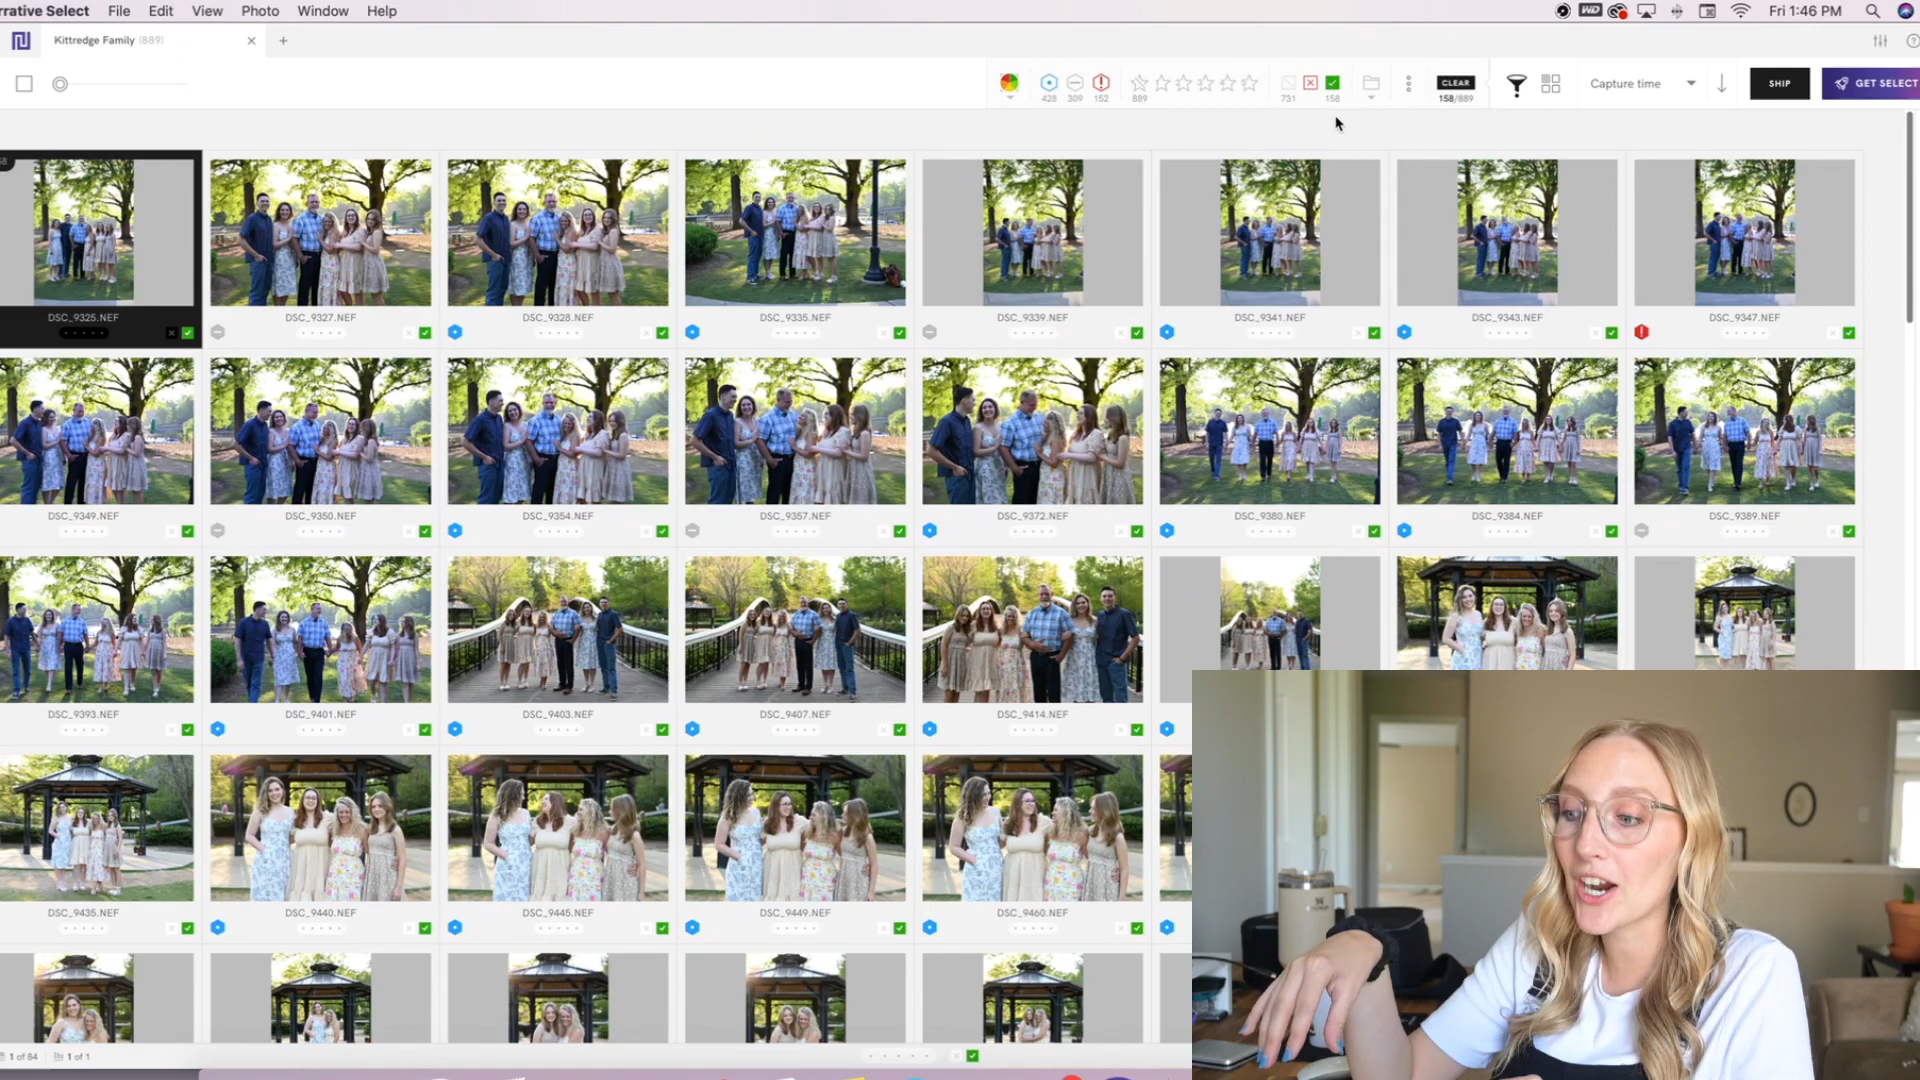 rrative Select File Edit View Photo Window Help
WD
Fri 1:46 PM
Kittredge Family (889)
428 309 152 889 731 158
CLEAR
158/889
Capture time
SHIP
GET SELECT
DSC_9325.NEF DSC_9327.NEF DSC_9328.NEF DSC_9335.NEF DSC_9339.NEF DSC_9341.NEF DSC_9343.NEF DSC_9347.NEF
DSC_9349.NEF DSC_9350.NEF DSC_9354.NEF DSC_9357.NEF DSC_9372.NEF DSC_9380.NEF DSC_9384.NEF DSC_9389.NEF
DSC_9393.NEF DSC_9401.NEF DSC_9403.NEF DSC_9407.NEF DSC_9414.NEF
DSC_9435.NEF DSC_9440.NEF DSC_9445.NEF DSC_9449.NEF DSC_9460.NEF
1 of 84 1 of 1